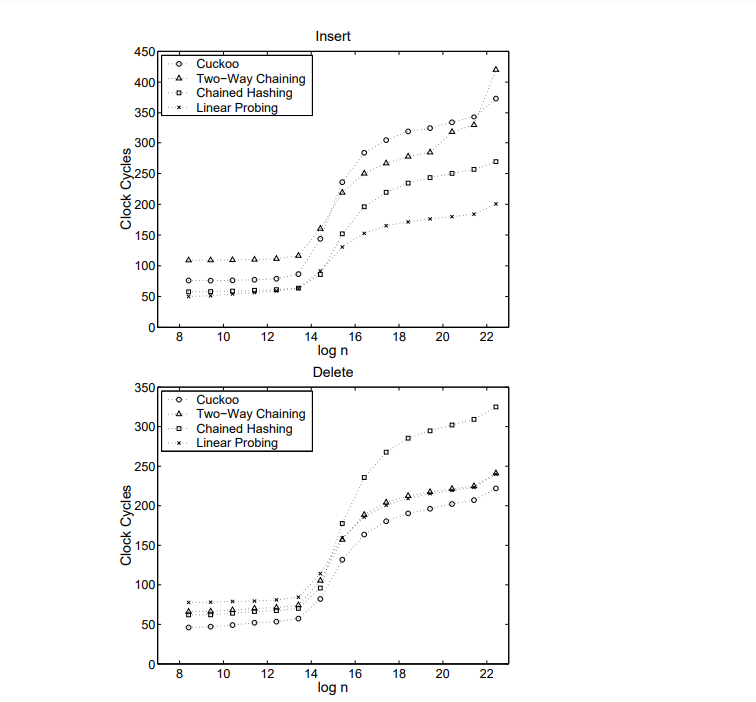 Insert
450
400
350
300
250
200
150
100
50
0
Clock Cycles
Cuckoo
Two−Way Chaining
Chained Hashing
Linear Probing
8 10 12 14 16 18 20 22
log n
Delete
350
300
250
200
150
100
50
0
Clock Cycles
Cuckoo
Two−Way Chaining
Chained Hashing
Linear Probing
8 10 12 14 16 18 20 22
log n